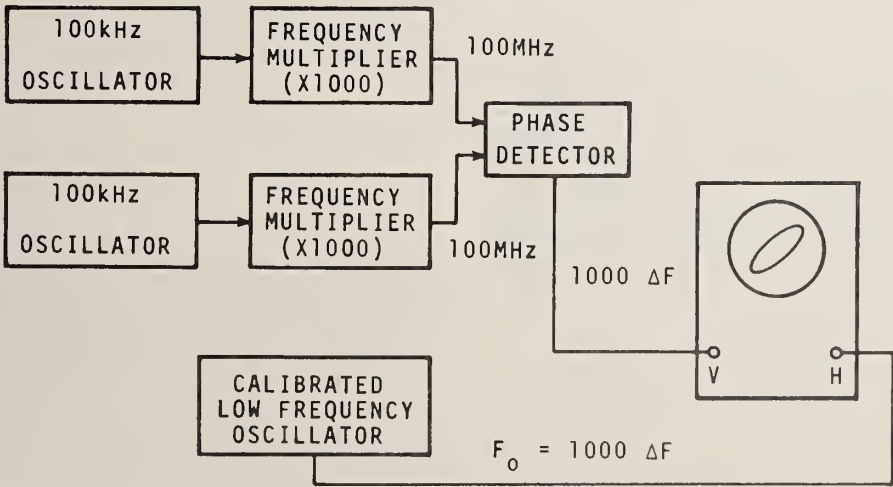 100kHz
OSCILLATOR
FREQUENCY
MULTIPLIER
(X1000)
100MHz
PHASE
DETECTOR
100kHz
OSCILLATOR
FREQUENCY
MULTIPLIER
(X1000)
100MHz
1000 ΔF
V
H
CALIBRATED
LOW FREQUENCY
OSCILLATOR
Fo = 1000 ΔF